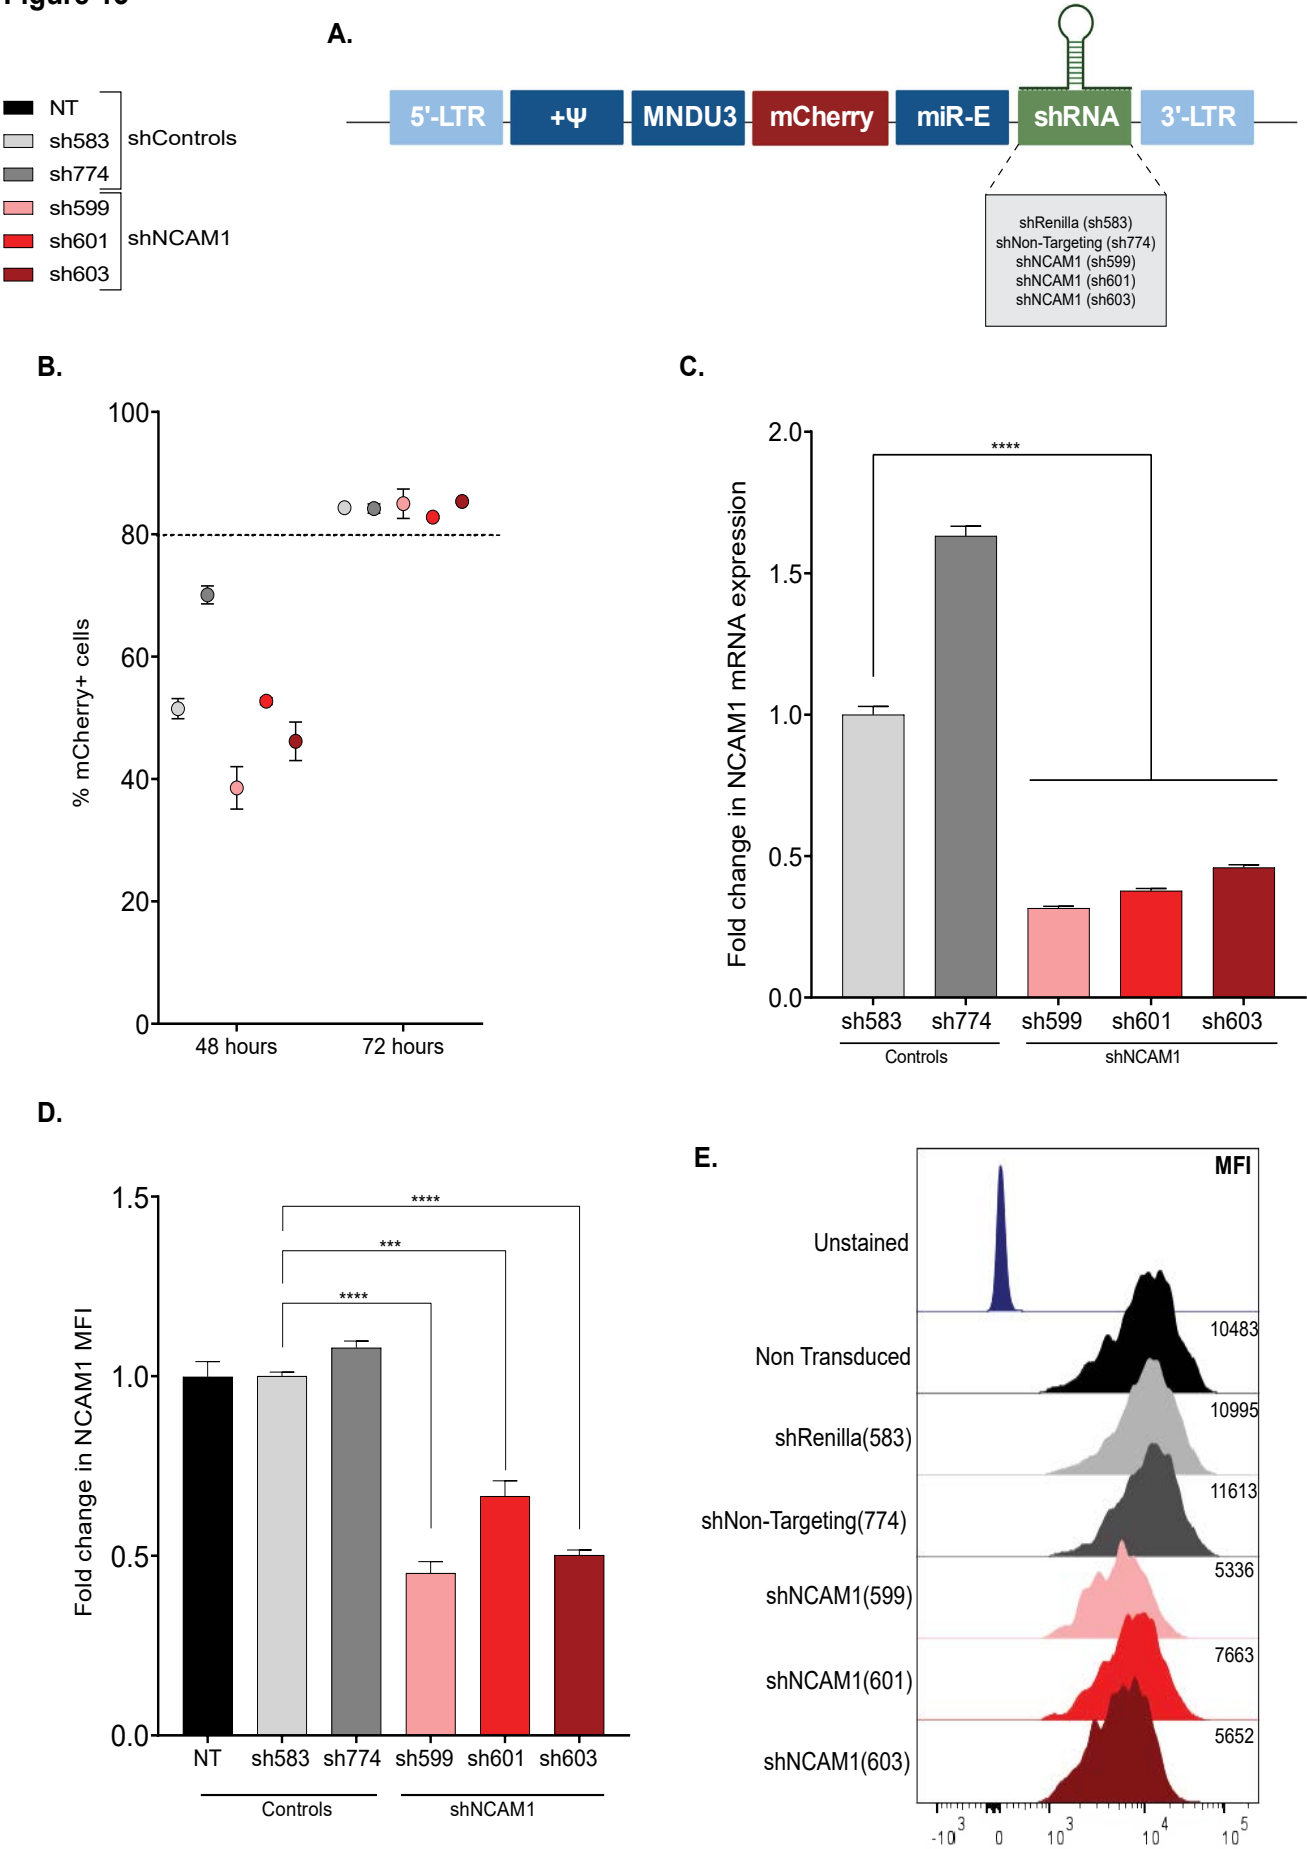 A.
NT
sh583
sh774
sh599
sh601
sh603
shControls
shNCAM1
5'-LTR +Ψ MNDU3 mCherry miR-E shRNA 3'-LTR
shRenilla (sh583)
shNon-Targeting (sh774)
shNCAM1 (sh599)
shNCAM1 (sh601)
shNCAM1 (sh603)
B.
% mCherry+ cells
100
80
60
40
20
0
48 hours 72 hours
C.
Fold change in NCAM1 mRNA expression
2.0
1.5
1.0
0.5
0.0
****
sh583 sh774 sh599 sh601 sh603
Controls shNCAM1
D.
Fold change in NCAM1 MFI
1.5
1.0
0.5
0.0
****
***
****
NT sh583 sh774 sh599 sh601 sh603
Controls shNCAM1
E.
MFI
Unstained
Non Transduced 10483
shRenilla(583) 10995
shNon-Targeting(774) 11613
shNCAM1(599) 5336
shNCAM1(601) 7663
shNCAM1(603) 5652
-10³ 0 10³ 10⁴ 10⁵